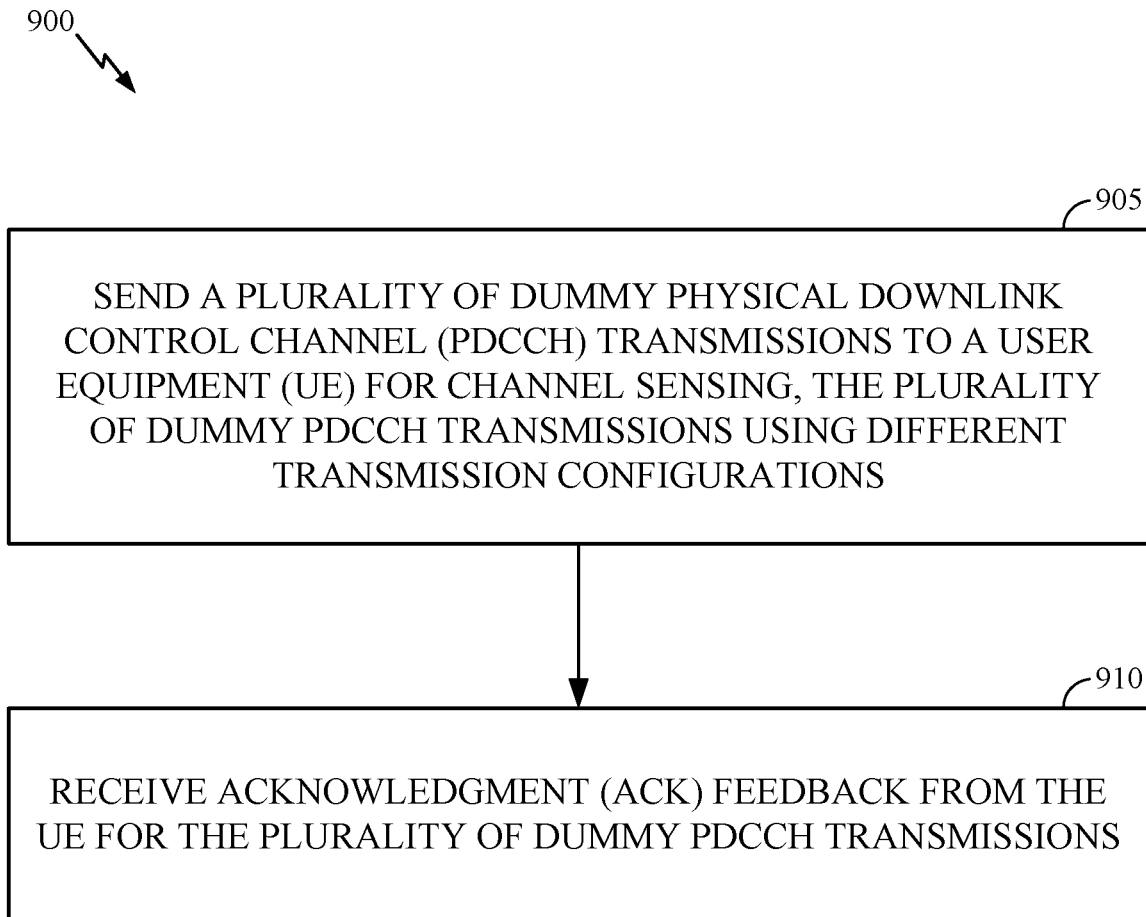 900
905
SEND A PLURALITY OF DUMMY PHYSICAL DOWNLINK
CONTROL CHANNEL (PDCCH) TRANSMISSIONS TO A USER
EQUIPMENT (UE) FOR CHANNEL SENSING, THE PLURALITY
OF DUMMY PDCCH TRANSMISSIONS USING DIFFERENT
TRANSMISSION CONFIGURATIONS
910
RECEIVE ACKNOWLEDGMENT (ACK) FEEDBACK FROM THE
UE FOR THE PLURALITY OF DUMMY PDCCH TRANSMISSIONS